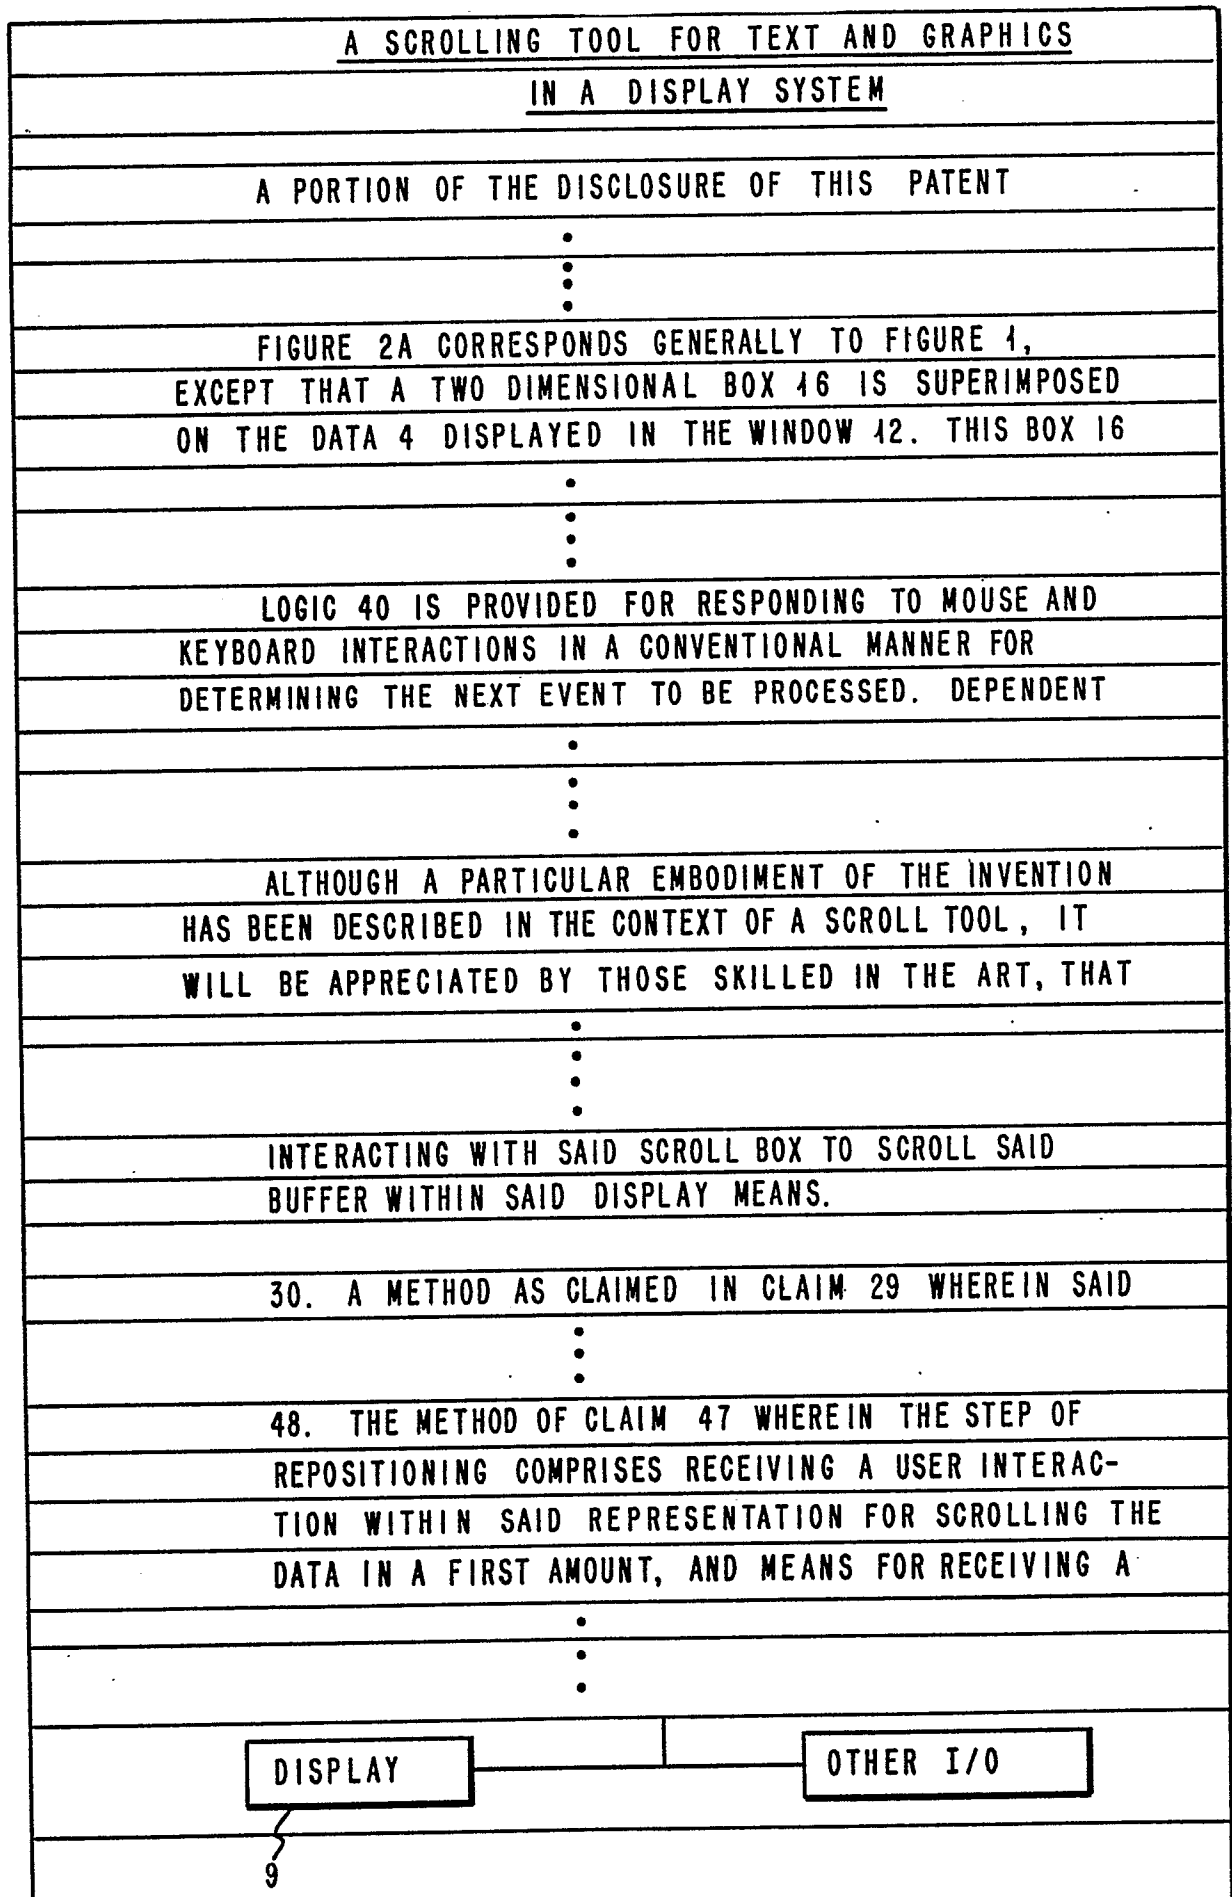 A SCROLLING TOOL FOR TEXT AND GRAPHICS
IN A DISPLAY SYSTEM
A PORTION OF THE DISCLOSURE OF THIS PATENT
FIGURE 2A CORRESPONDS GENERALLY TO FIGURE 1,
EXCEPT THAT A TWO DIMENSIONAL BOX 16 IS SUPERIMPOSED
ON THE DATA 4 DISPLAYED IN THE WINDOW 12. THIS BOX 16
LOGIC 40 IS PROVIDED FOR RESPONDING TO MOUSE AND
KEYBOARD INTERACTIONS IN A CONVENTIONAL MANNER FOR
DETERMINING THE NEXT EVENT TO BE PROCESSED. DEPENDENT
ALTHOUGH A PARTICULAR EMBODIMENT OF THE INVENTION
HAS BEEN DESCRIBED IN THE CONTEXT OF A SCROLL TOOL, IT
WILL BE APPRECIATED BY THOSE SKILLED IN THE ART, THAT
INTERACTING WITH SAID SCROLL BOX TO SCROLL SAID
BUFFER WITHIN SAID DISPLAY MEANS.
30. A METHOD AS CLAIMED IN CLAIM 29 WHEREIN SAID
48. THE METHOD OF CLAIM 47 WHEREIN THE STEP OF
REPOSITIONING COMPRISES RECEIVING A USER INTERAC-
TION WITHIN SAID REPRESENTATION FOR SCROLLING THE
DATA IN A FIRST AMOUNT, AND MEANS FOR RECEIVING A
DISPLAY
OTHER I/O
9